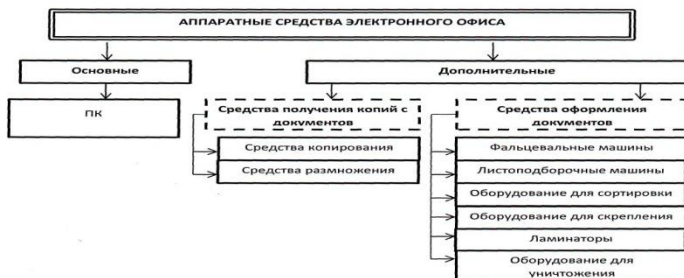 АППАРАТНЫЕ СРЕДСТВА ЭЛЕКТРОННОГО ОФИСА
Основные
Дополнительные
ПК
Средства получения копий с
документов
Средства оформления
документов
Средства копирования
Средства размножения
Фальцевальные машины
Листоподборочные машины
Оборудование для сортировки
Оборудование для скрепления
Ламинаторы
Оборудование для
уничтожения